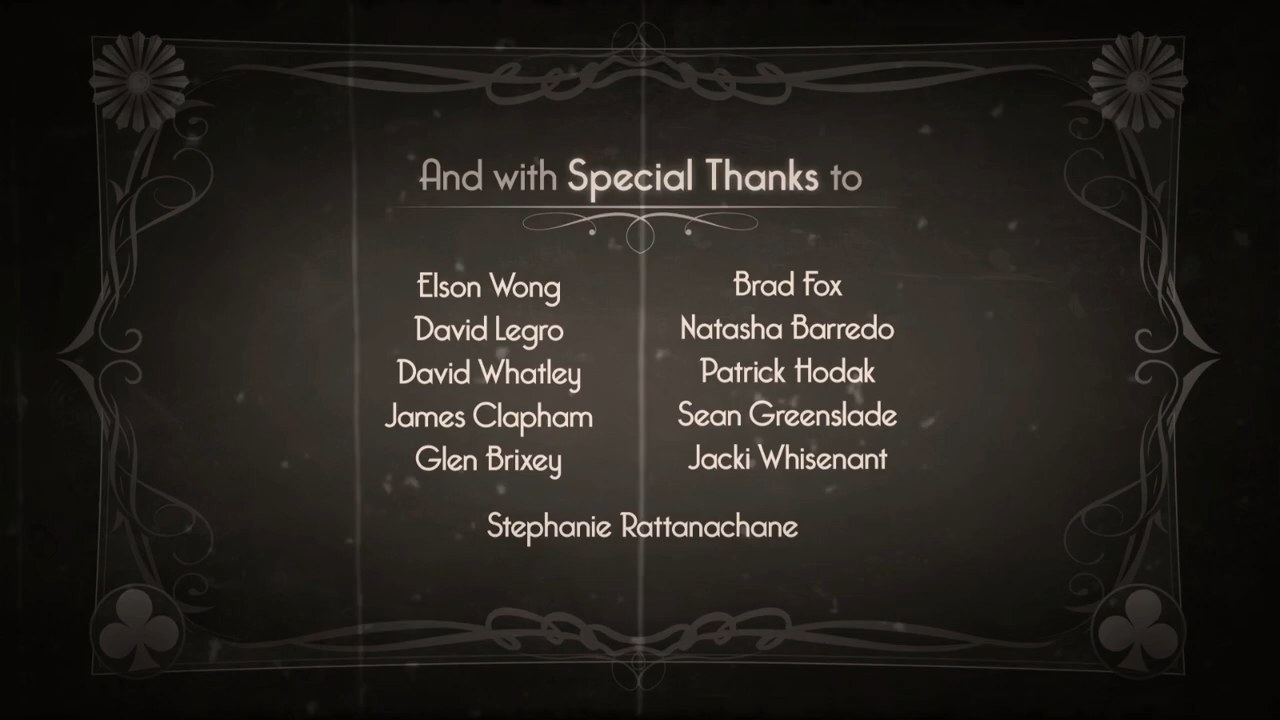 And with Special Thanks to
Elson Wong
David Legro
David Whatley
James Clapham
Glen Brixey
Brad Fox
Natasha Barredo
Patrick Hodak
Sean Greenslade
Jacki Whisenant
Stephanie Rattanachane